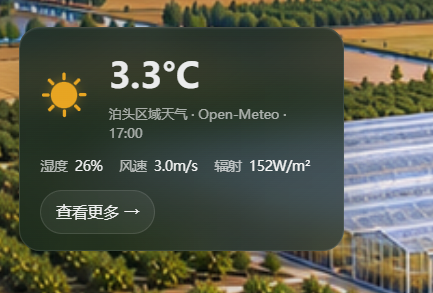 3.3°C
泊头区域天气 · Open-Meteo ·
17:00
湿度 26% 风速 3.0m/s 辐射 152W/m²
查看更多 →